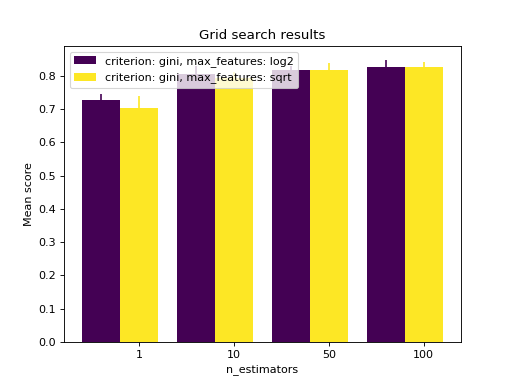 Grid search results
criterion: gini, max_features: log2
criterion: gini, max_features: sqrt
0.8
0.7
0.6
0.5
0.4
0.3
0.2
0.1
0.0
Mean score
1 10 50 100
n_estimators